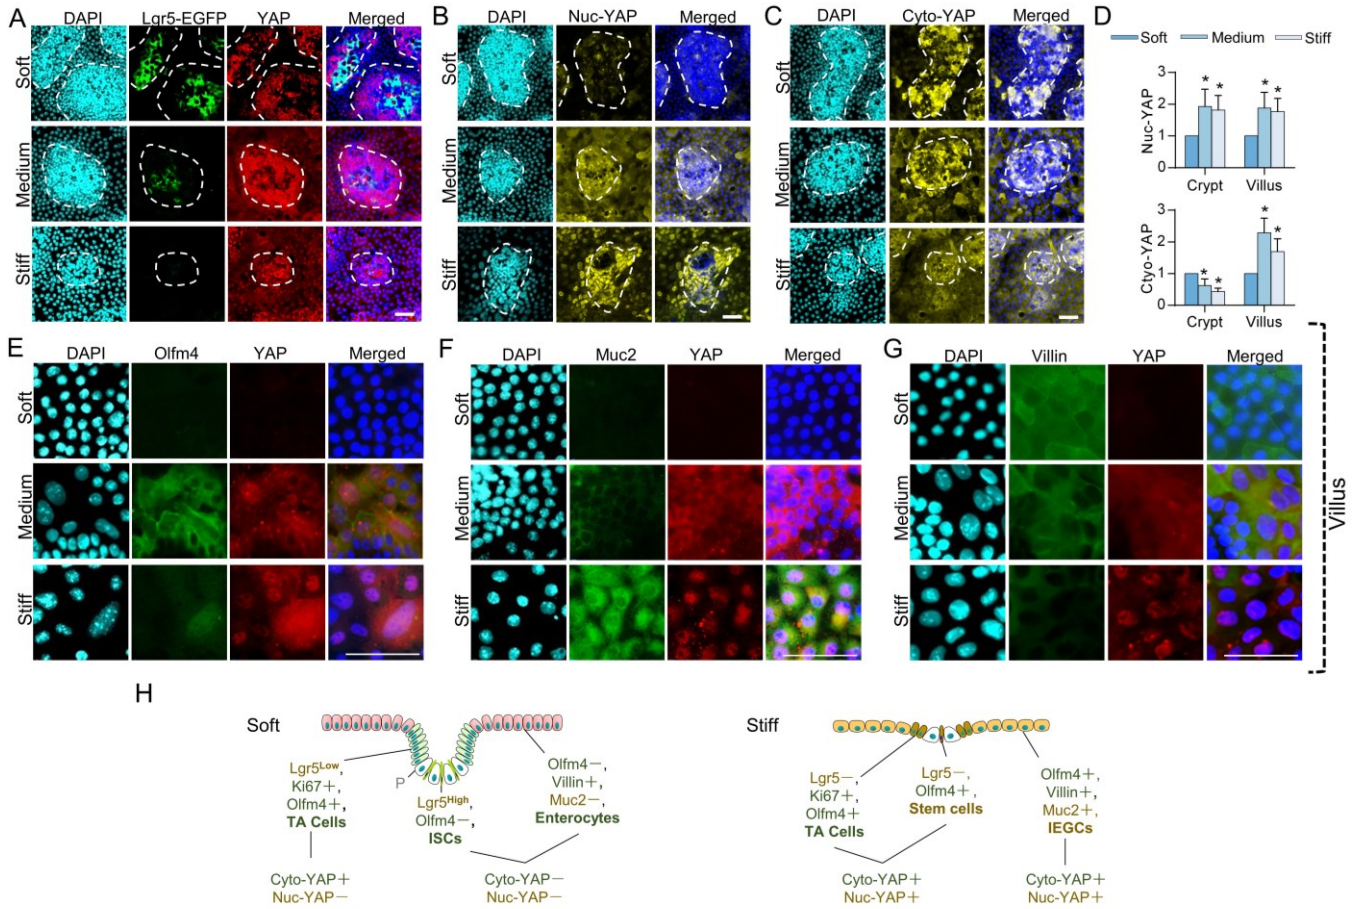 A
DAPI Lgr5-EGFP YAP Merged
Soft
Medium
Stiff
B
DAPI Nuc-YAP Merged
Soft
Medium
Stiff
C
DAPI Cyto-YAP Merged
Soft
Medium
Stiff
D
Soft Medium Stiff
Nuc-YAP
3
2
1
0
* * * *
Crypt Villus
Ctyo-YAP
3
2
1
0
* * * *
Crypt Villus
E
DAPI Olfm4 YAP Merged
Soft
Medium
Stiff
F
DAPI Muc2 YAP Merged
Soft
Medium
Stiff
G
DAPI Villin YAP Merged
Soft
Medium
Stiff
Villus
H
Soft
P
Lgr5Low,
Ki67+,
Olfm4+,
TA Cells
Lgr5High,
Olfm4−,
ISCs
Olfm4−,
Villin+,
Muc2−,
Enterocytes
Cyto-YAP+
Nuc-YAP−
Cyto-YAP−
Nuc-YAP−
Stiff
Lgr5−,
Ki67+,
Olfm4+
TA Cells
Lgr5−,
Olfm4+,
Stem cells
Olfm4+,
Villin+,
Muc2+,
IEGCs
Cyto-YAP+
Nuc-YAP+
Cyto-YAP+
Nuc-YAP+